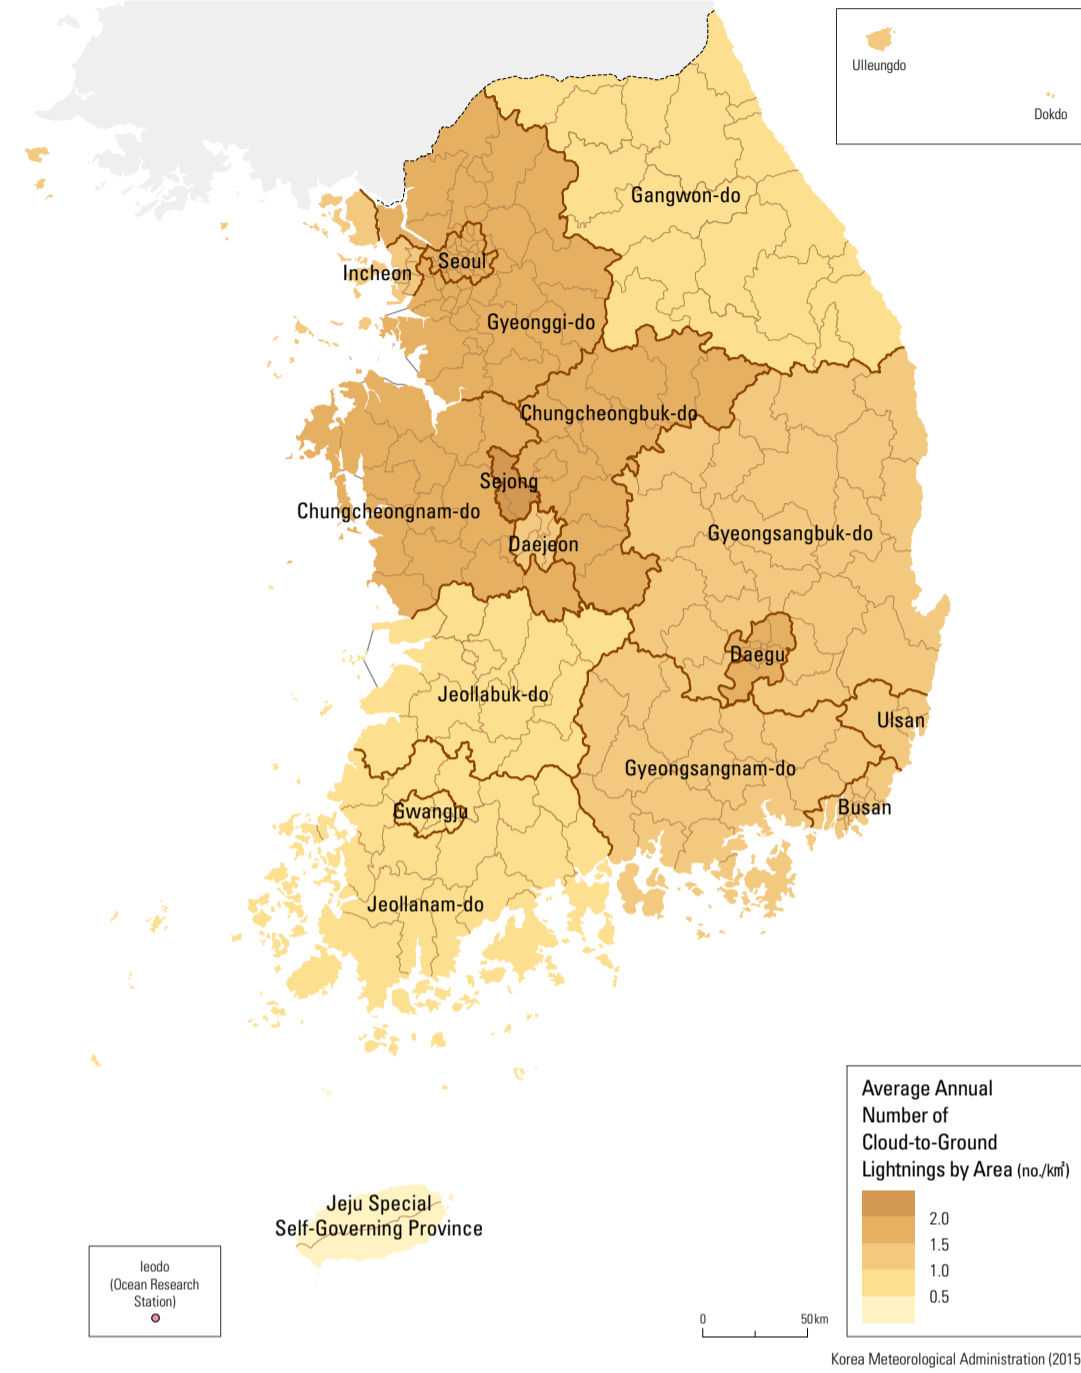 Ulleungdo
Dokdo
Gangwon-do
Seoul
Incheon
Gyeonggi-do
Chungcheongbuk-do
Sejong
Chungcheongnam-do
Gyeongsangbuk-do
Daejeon
Daegu
Jeollabuk-do
Ulsan
Gyeongsangnam-do
Busan
Gwangju
Jeollanam-do
Average Annual
Number of
Cloud-to-Ground
Lightnings by Area (no./㎢)
2.0
1.5
1.0
0.5
Jeju Special
Self-Governing Province
Ieodo
(Ocean Research
Station)
0 50 km
Korea Meteorological Administration (2015